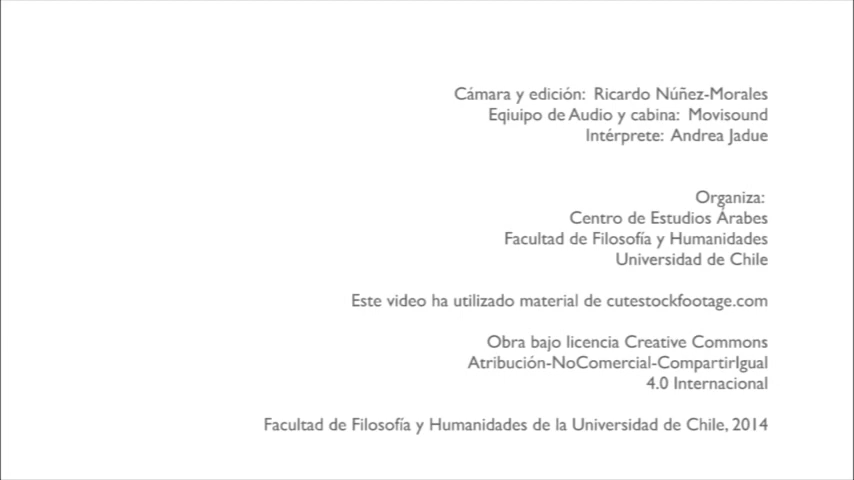 Cámara y edición: Ricardo Núñez-Morales
Eqiuipo de Audio y cabina: Movisound
Intérprete: Andrea Jadue
Organiza:
Centro de Estudios Árabes
Facultad de Filosofía y Humanidades
Universidad de Chile
Este video ha utilizado material de cutestockfootage.com
Obra bajo licencia Creative Commons
Atribución-NoComercial-CompartirIgual
4.0 Internacional
Facultad de Filosofía y Humanidades de la Universidad de Chile, 2014